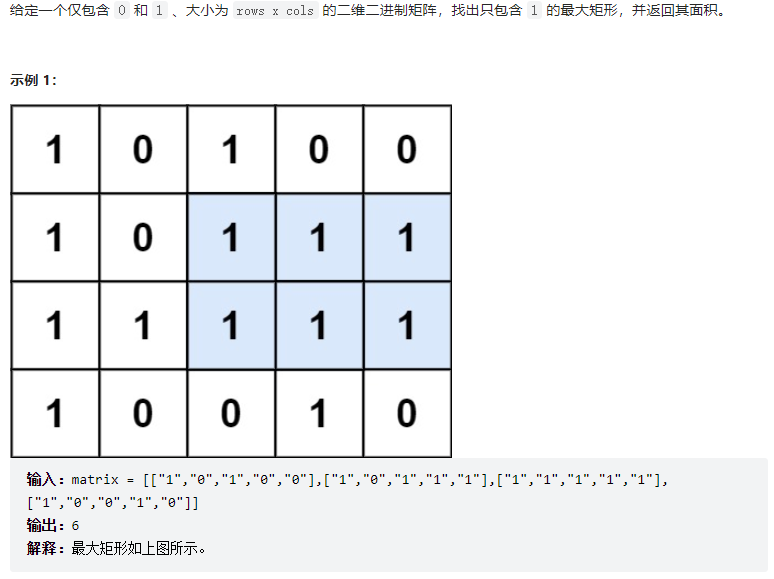 给定一个仅包含 0 和 1 、大小为 rows x cols 的二维二进制矩阵，找出只包含 1 的最大矩形，并返回其面积。
示例 1：
1 0 1 0 0
1 0 1 1 1
1 1 1 1 1
1 0 0 1 0
输入：matrix = [["1","0","1","0","0"],["1","0","1","1","1"],["1","1","1","1","1"],
["1","0","0","1","0"]]
输出：6
解释：最大矩形如上图所示。